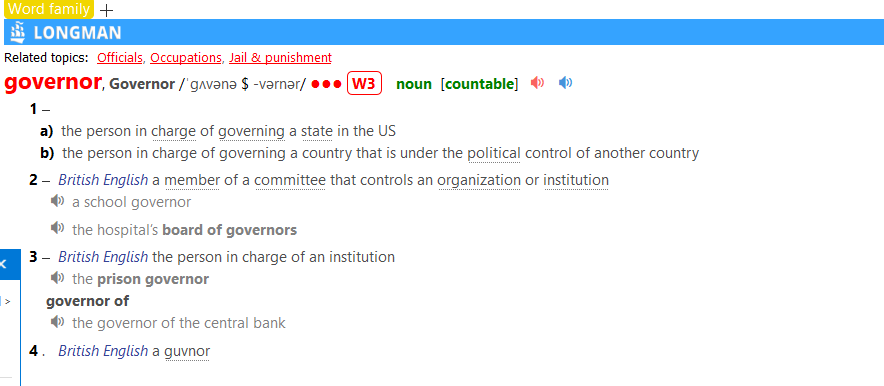 Word family +
LONGMAN
Related topics: Officials, Occupations, Jail & punishment
governor, Governor /ˈɡʌvənə $ -vərnər/ ●●● W3 noun [countable]
1 –
a) the person in charge of governing a state in the US
b) the person in charge of governing a country that is under the political control of another country
2 – British English a member of a committee that controls an organization or institution
a school governor
the hospital’s board of governors
3 – British English the person in charge of an institution
the prison governor
governor of
the governor of the central bank
4 . British English a guvnor